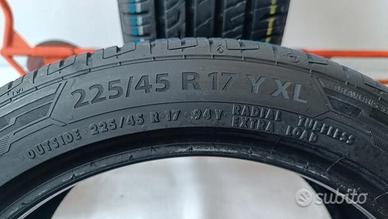 225/45 R 17 Y XL
OUTSIDE 225/45 R 17 94Y RADIAL TUBELESS
EXTRA LOAD
subito